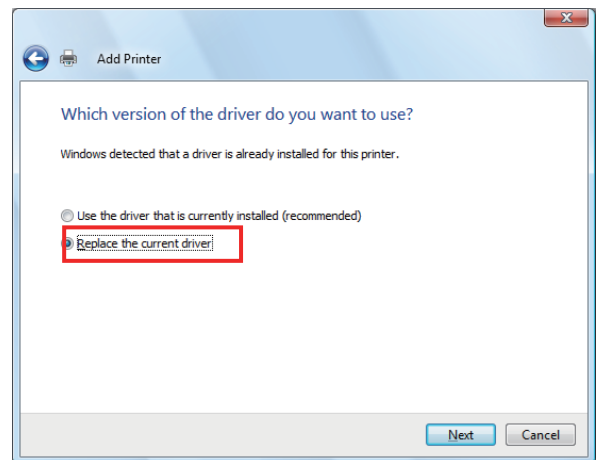 Add Printer
Which version of the driver do you want to use?
Windows detected that a driver is already installed for this printer.
Use the driver that is currently installed (recommended)
Replace the current driver
Next Cancel